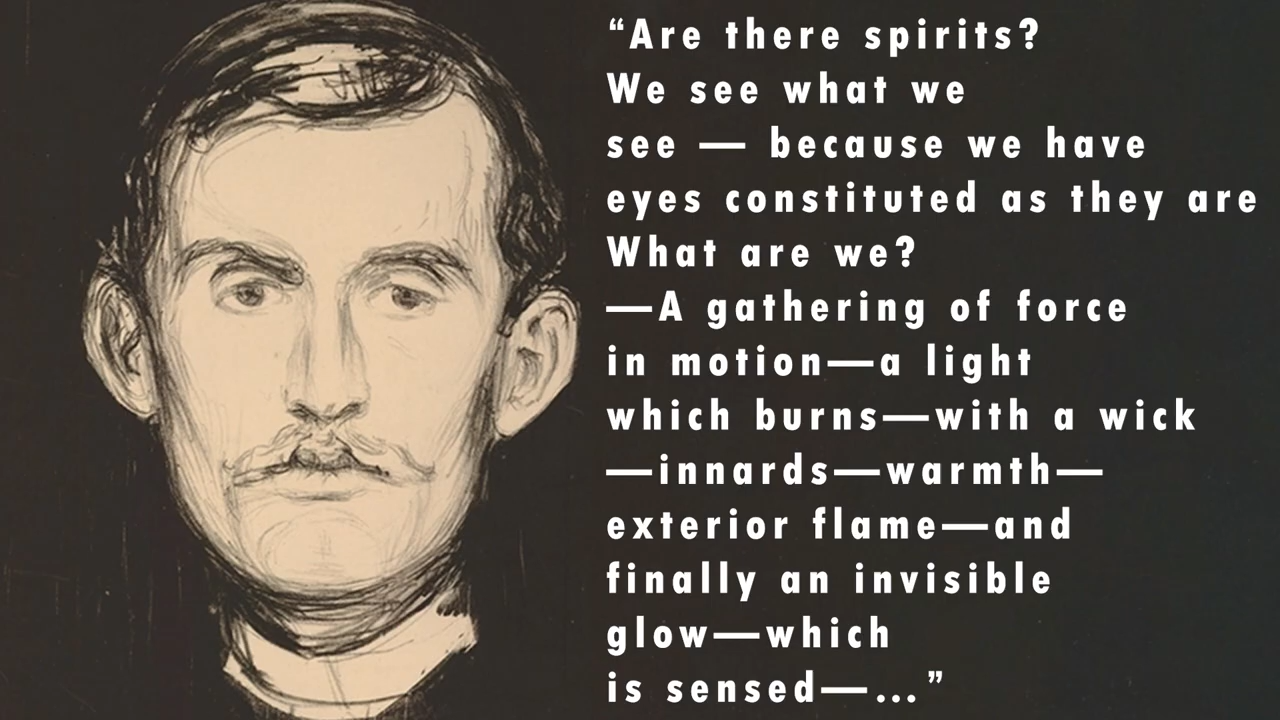 “Are there spirits?
We see what we
see — because we have
eyes constituted as they are
What are we?
—A gathering of force
in motion—a light
which burns—with a wick
—innards—warmth—
exterior flame—and
finally an invisible
glow—which
is sensed—...”